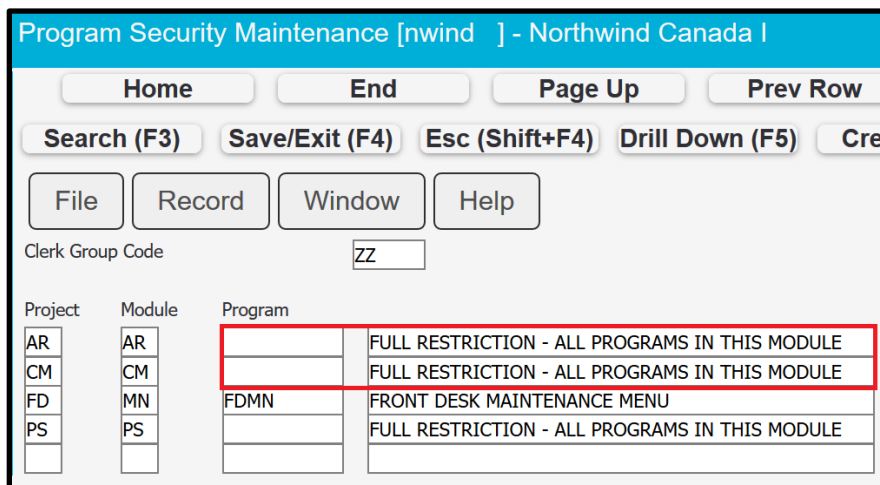 Program Security Maintenance [nwind ] - Northwind Canada I
Home End Page Up Prev Row
Search (F3) Save/Exit (F4) Esc (Shift+F4) Drill Down (F5) Cre
File Record Window Help
Clerk Group Code ZZ
Project Module Program
AR AR FULL RESTRICTION - ALL PROGRAMS IN THIS MODULE
CM CM FULL RESTRICTION - ALL PROGRAMS IN THIS MODULE
FD MN FDMN FRONT DESK MAINTENANCE MENU
PS PS FULL RESTRICTION - ALL PROGRAMS IN THIS MODULE